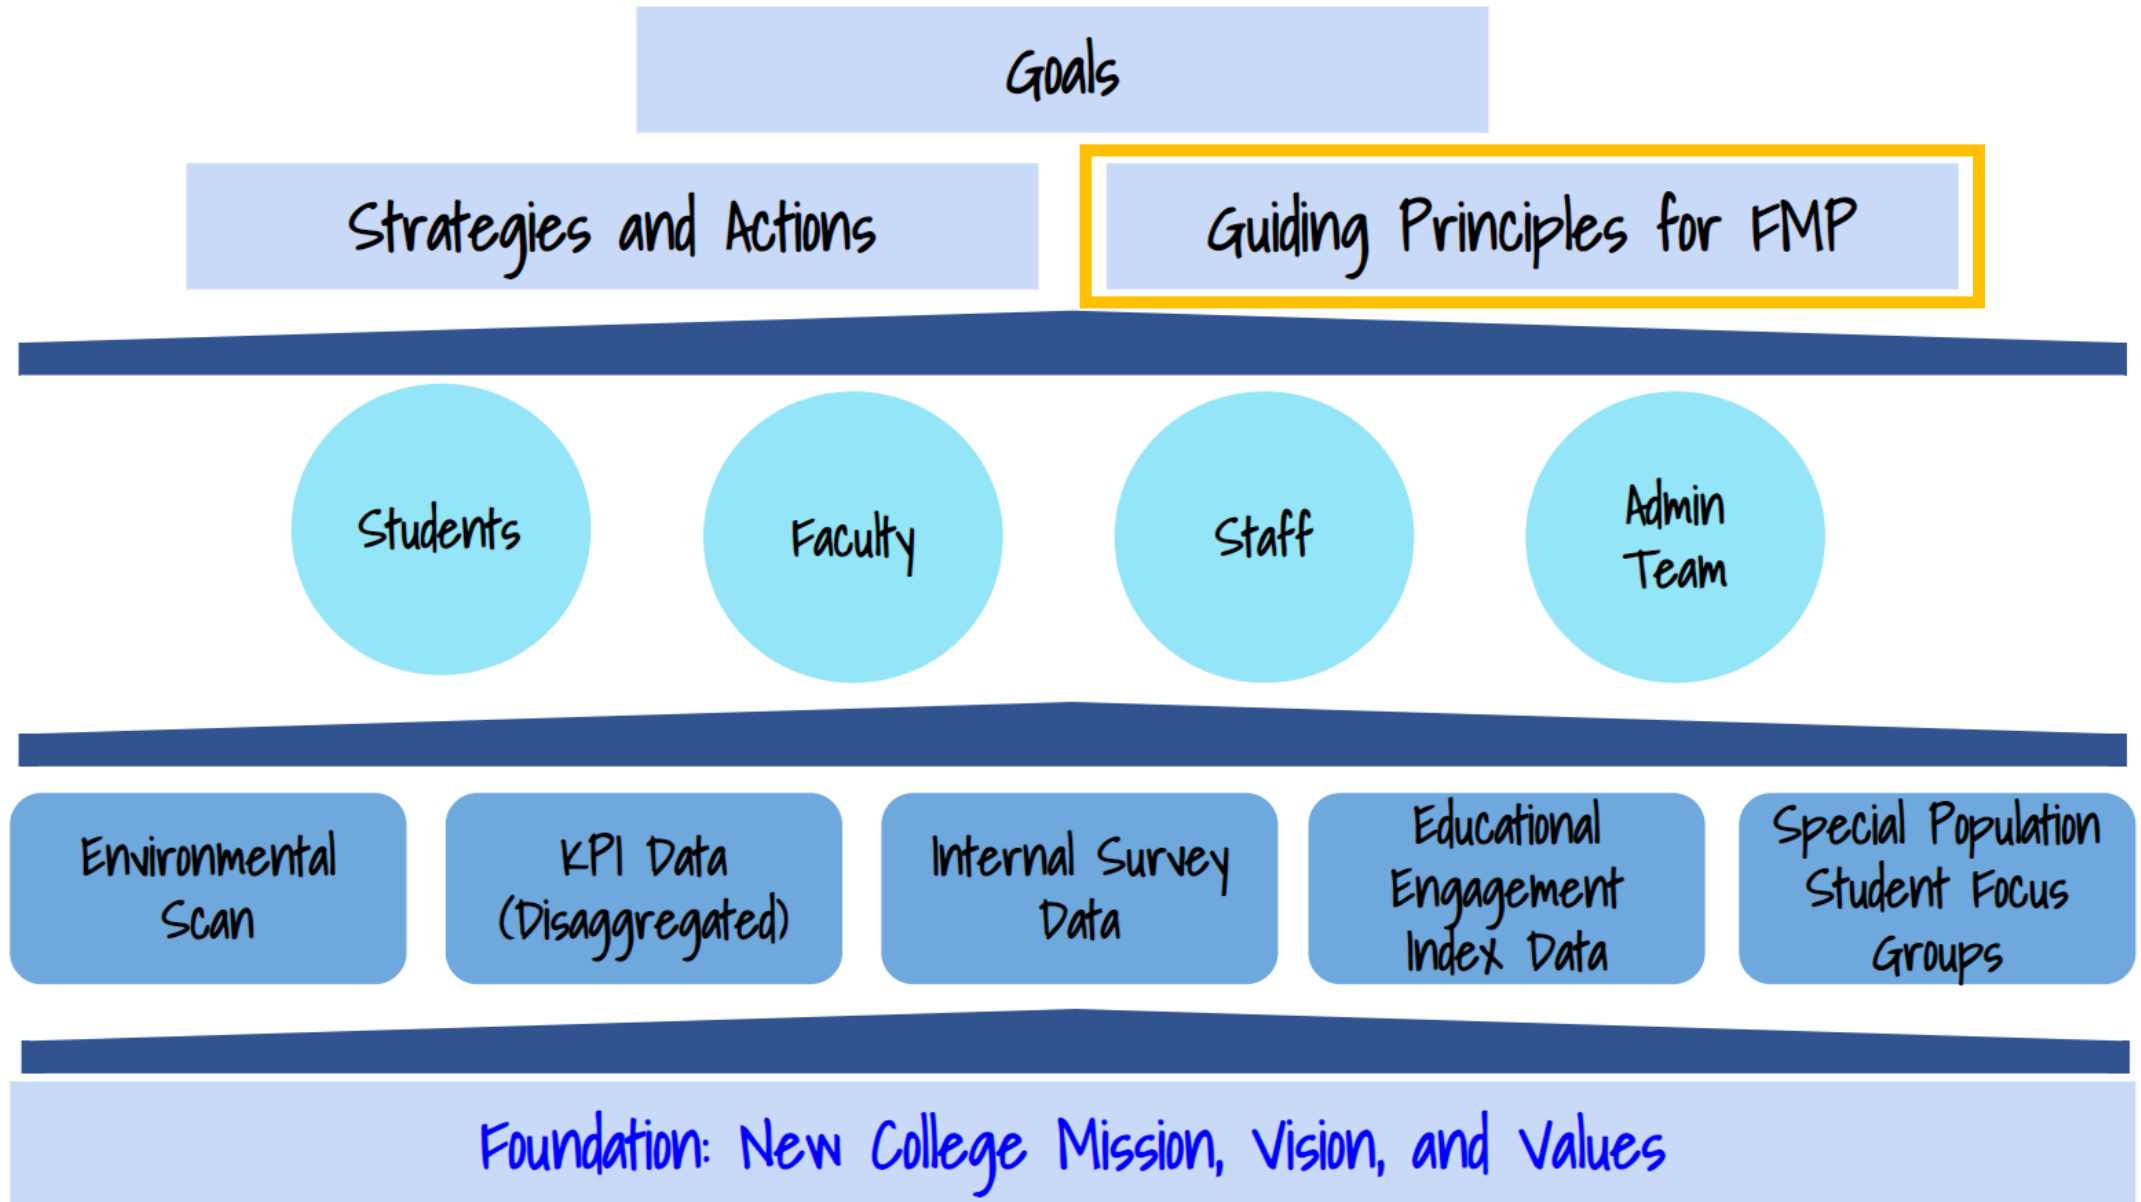 Goals
Strategies and Actions
Guiding Principles for FMP
Students
Faculty
Staff
Admin
Team
Environmental
Scan
KPI Data
(Disaggregated)
Internal Survey
Data
Educational
Engagement
Index Data
Special Population
Student Focus
Groups
Foundation: New College Mission, Vision, and Values